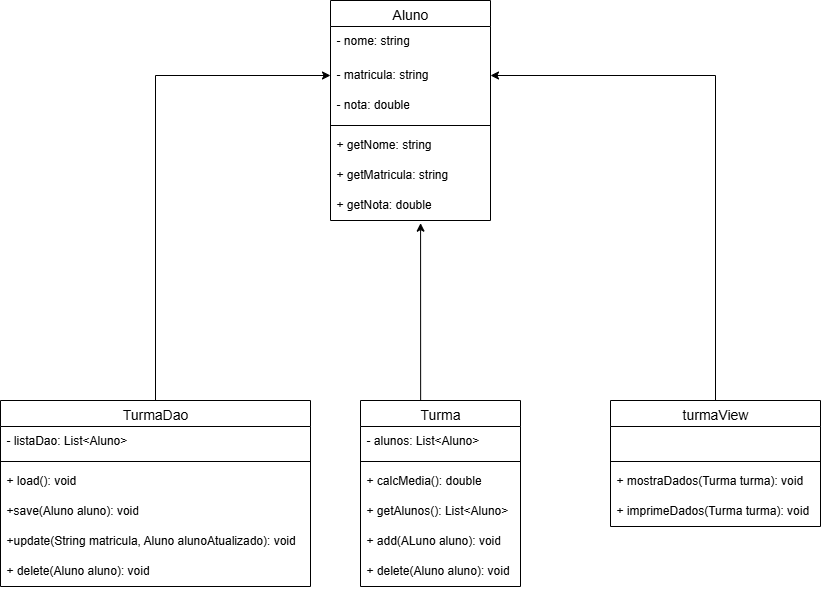 Aluno
- nome: string
- matricula: string
- nota: double
+ getNome: string
+ getMatricula: string
+ getNota: double
TurmaDao
- listaDao: List<Aluno>
+ load(): void
+save(Aluno aluno): void
+update(String matricula, Aluno alunoAtualizado): void
+ delete(Aluno aluno): void
Turma
- alunos: List<Aluno>
+ calcMedia(): double
+ getAlunos(): List<Aluno>
+ add(ALuno aluno): void
+ delete(Aluno aluno): void
turmaView
+ mostraDados(Turma turma): void
+ imprimeDados(Turma turma): void